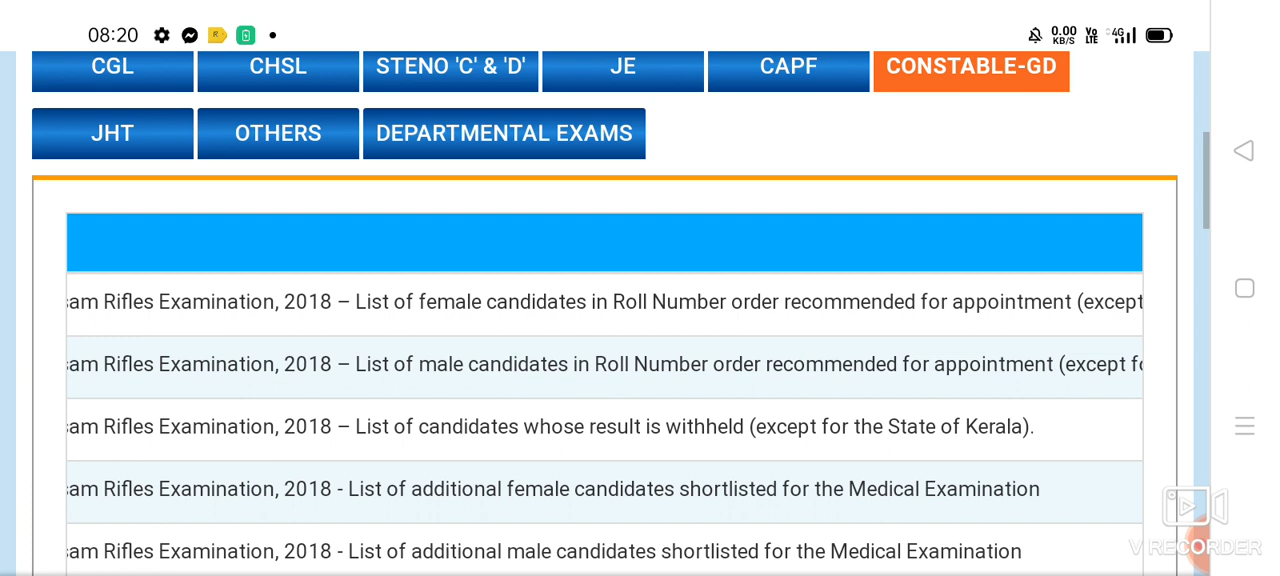 08:20 0.00 KB/S Vo LTE 4G
CGL CHSL STENO 'C' & 'D' JE CAPF CONSTABLE-GD
JHT OTHERS DEPARTMENTAL EXAMS
sam Rifles Examination, 2018 – List of female candidates in Roll Number order recommended for appointment (except
sam Rifles Examination, 2018 – List of male candidates in Roll Number order recommended for appointment (except fo
sam Rifles Examination, 2018 – List of candidates whose result is withheld (except for the State of Kerala).
sam Rifles Examination, 2018 - List of additional female candidates shortlisted for the Medical Examination
sam Rifles Examination, 2018 - List of additional male candidates shortlisted for the Medical Examination
V RECORDER